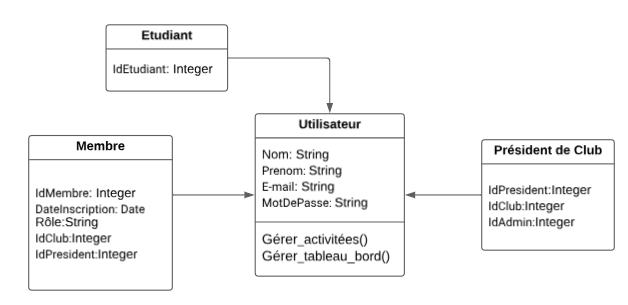 Etudiant
IdEtudiant: Integer
Utilisateur
Nom: String
Prenom: String
E-mail: String
MotDePasse: String
Gérer_activitées()
Gérer_tableau_bord()
Membre
IdMembre: Integer
DateInscription: Date
Rôle:String
IdClub:Integer
IdPresident:Integer
Président de Club
IdPresident:Integer
IdClub:Integer
IdAdmin:Integer